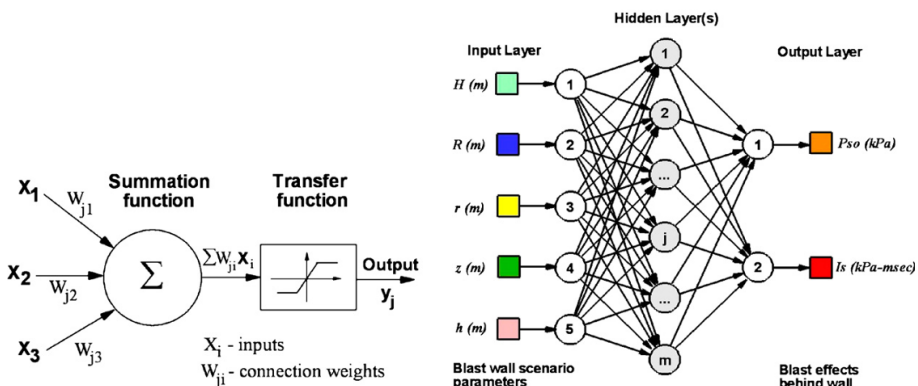 X1
Wj1
X2
Wj2
X3
Wj3
Summation
function
Σ
ΣWji Xi
Transfer
function
Output
yj
Xi - inputs
Wji - connection weights
Hidden Layer(s)
Input Layer
Output Layer
H (m)
1
1
R (m)
2
2
1
Pso (kPa)
r (m)
3
...
z (m)
4
j
2
Is (kPa-msec)
h (m)
5
...
m
Blast wall scenario
parameters
Blast effects
behind wall